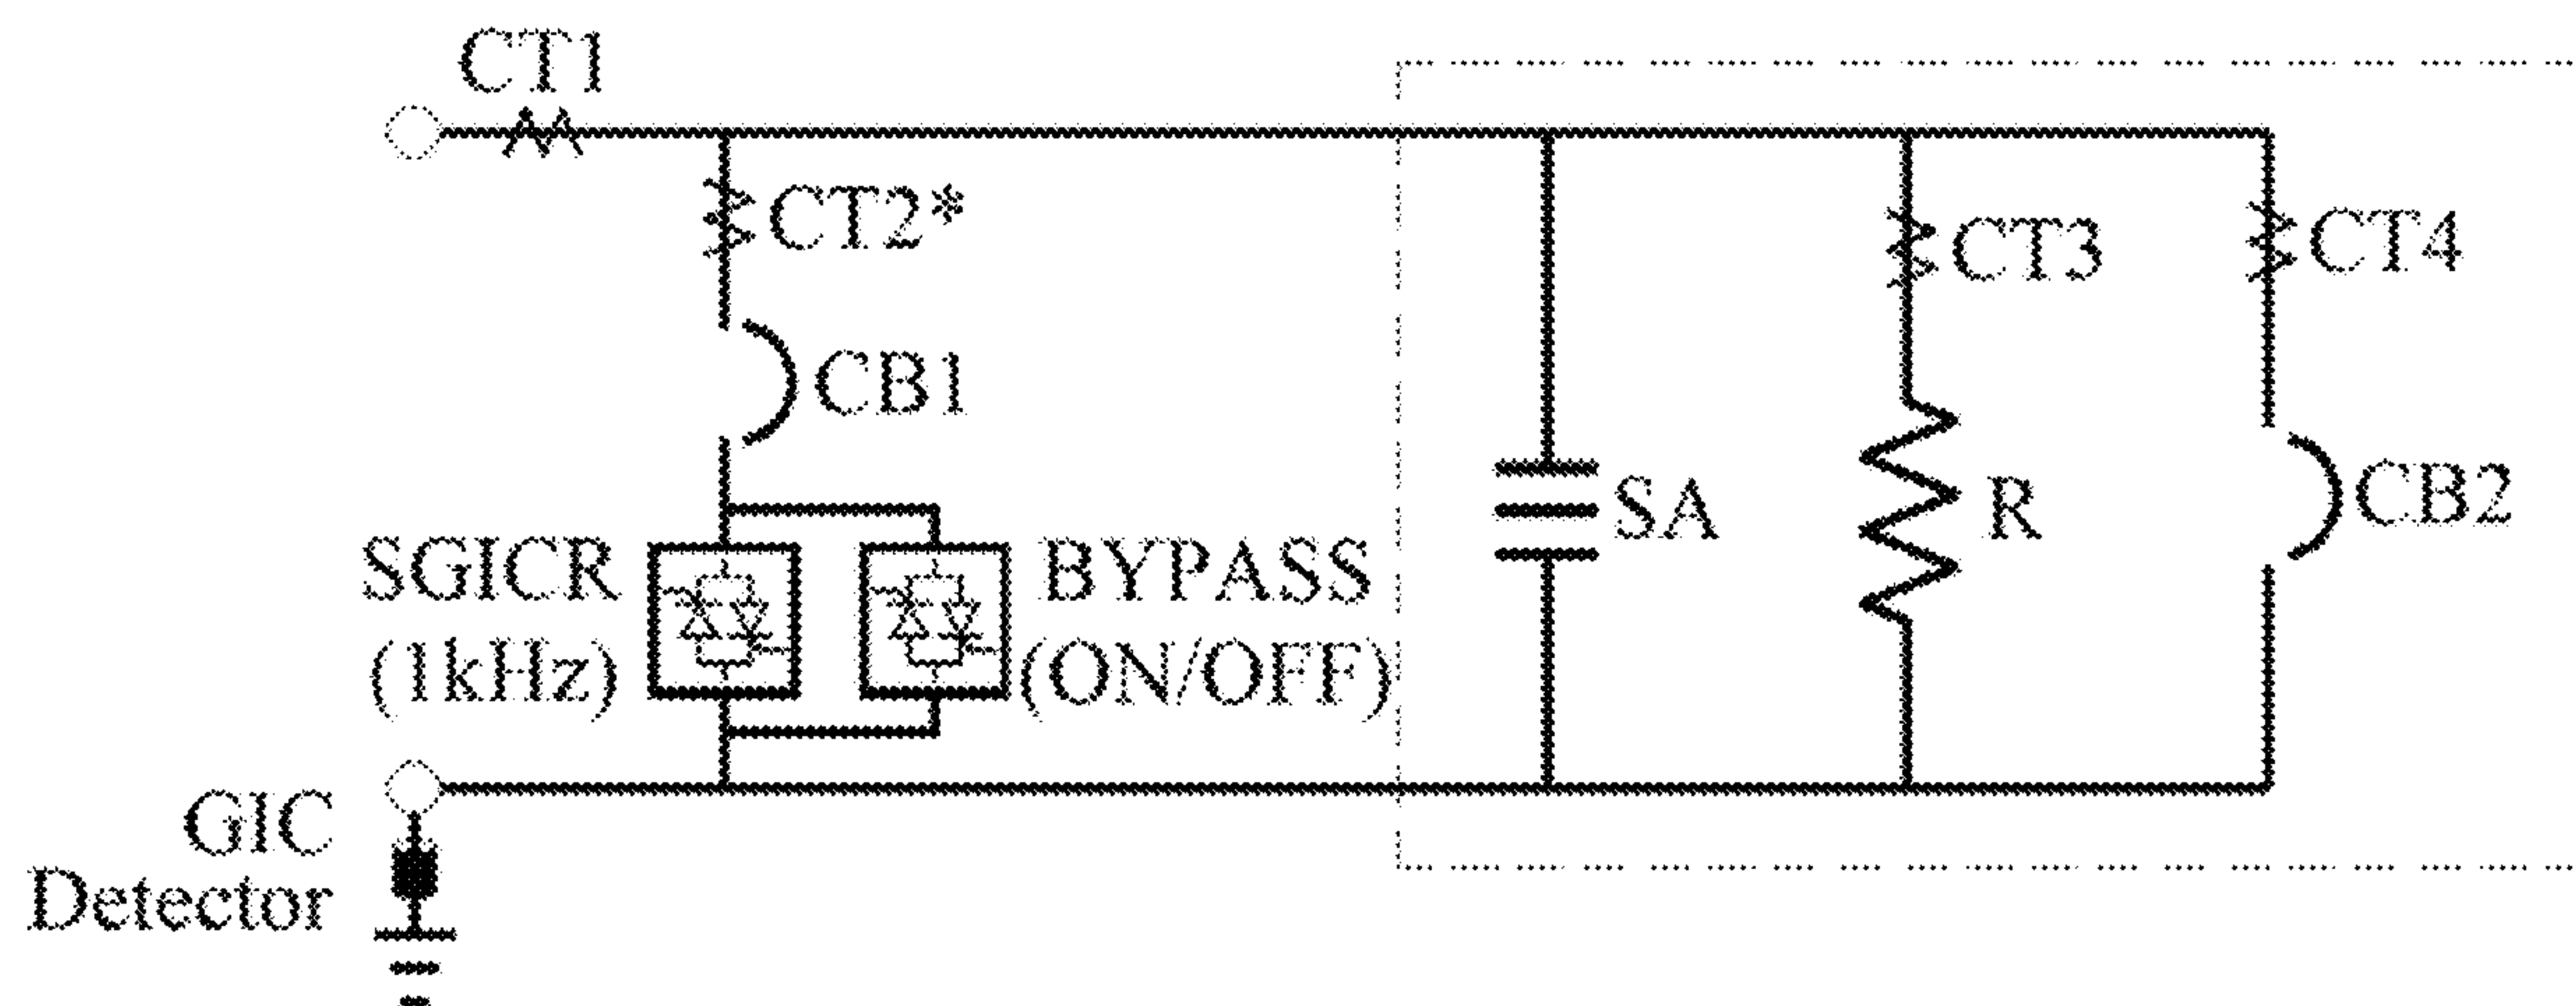 CT1
CT2*
CT3
CT4
CB1
SGICR
(1kHz)
BYPASS
(ON/OFF)
SA
R
CB2
GIC
Detector